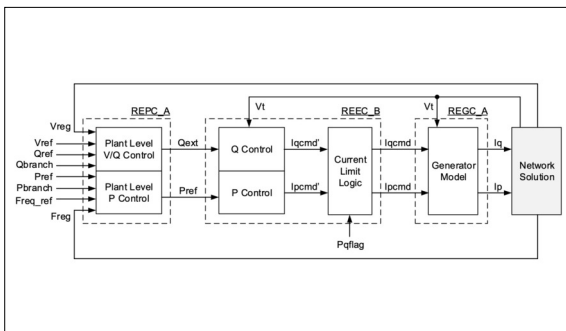 Vt
Vt
REPC_A
REEC_B
REGC_A
Vreg
Vref
Qref
Qbranch
Pref
Pbranch
Freq_ref
Freg
Plant Level
V/Q Control
Plant Level
P Control
Qext
Pref
Q Control
P Control
Iqcmd'
Ipcmd'
Current
Limit
Logic
Pqflag
Iqcmd
Ipcmd
Generator
Model
Iq
Ip
Network
Solution